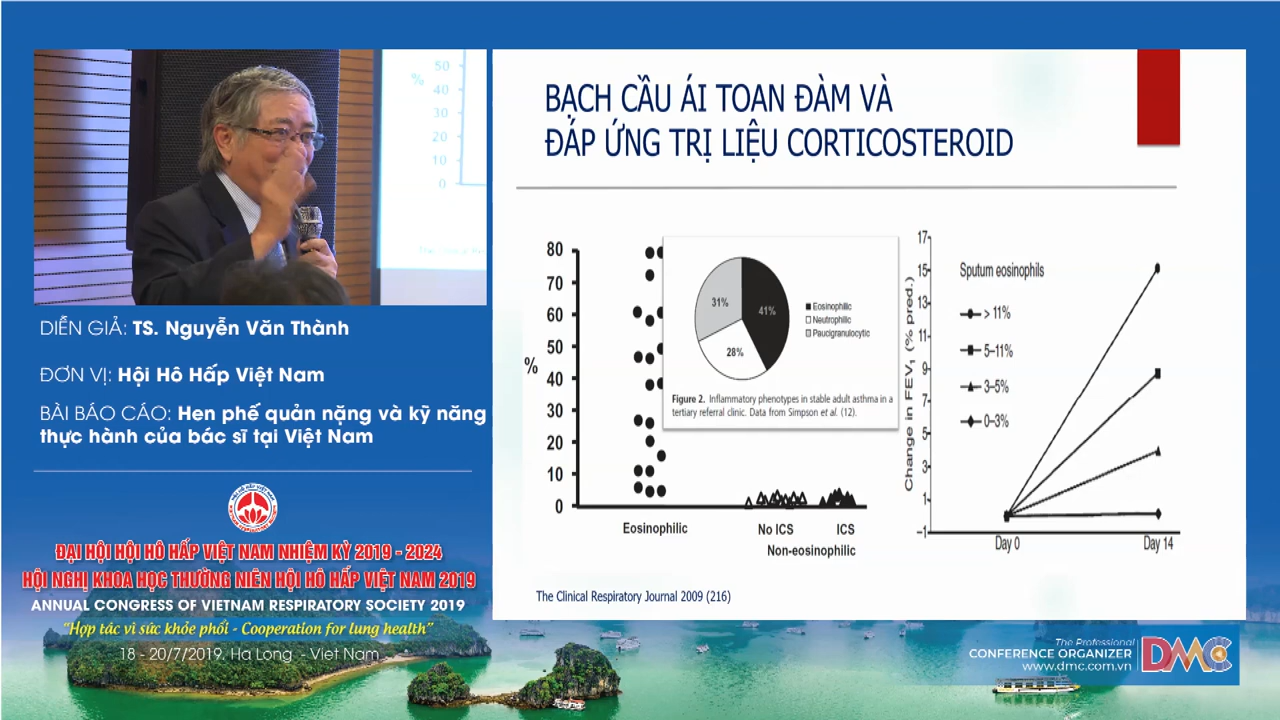 50
%
40
30
20
10
0
DIỄN GIẢ: TS. Nguyễn Văn Thành
ĐƠN VỊ: Hội Hô Hấp Việt Nam
BÀI BÁO CÁO: Hen phế quản nặng và kỹ năng
thực hành của bác sĩ tại Việt Nam
ĐẠI HỘI HỘI HÔ HẤP VIỆT NAM NHIỆM KỲ 2019 - 2024
HỘI NGHỊ KHOA HỌC THƯỜNG NIÊN HỘI HÔ HẤP VIỆT NAM 2019
ANNUAL CONGRESS OF VIETNAM RESPIRATORY SOCIETY 2019
"Hợp tác vì sức khỏe phổi - Cooperation for lung health"
18 - 20/7/2019. Ha Long - Viet Nam
BẠCH CẦU ÁI TOAN ĐÀM VÀ
ĐÁP ỨNG TRỊ LIỆU CORTICOSTEROID
80
70
60
50
%
40
30
20
10
0
Eosinophilic
No ICS
ICS
Non-eosinophilic
31%
41%
28%
Eosinophilic
Neutrophilic
Paucigranulocytic
Figure 2. Inflammatory phenotypes in stable adult asthma in a
tertiary referral clinic. Data from Simpson et al. (12).
Change in FEV1 (% pred.)
17
15
13
11
9
7
5
3
1
-1
Sputum eosinophils
> 11%
5–11%
3–5%
0–3%
Day 0
Day 14
The Clinical Respiratory Journal 2009 (216)
The Professional
CONFERENCE ORGANIZER
www.dmc.com.vn
DMC